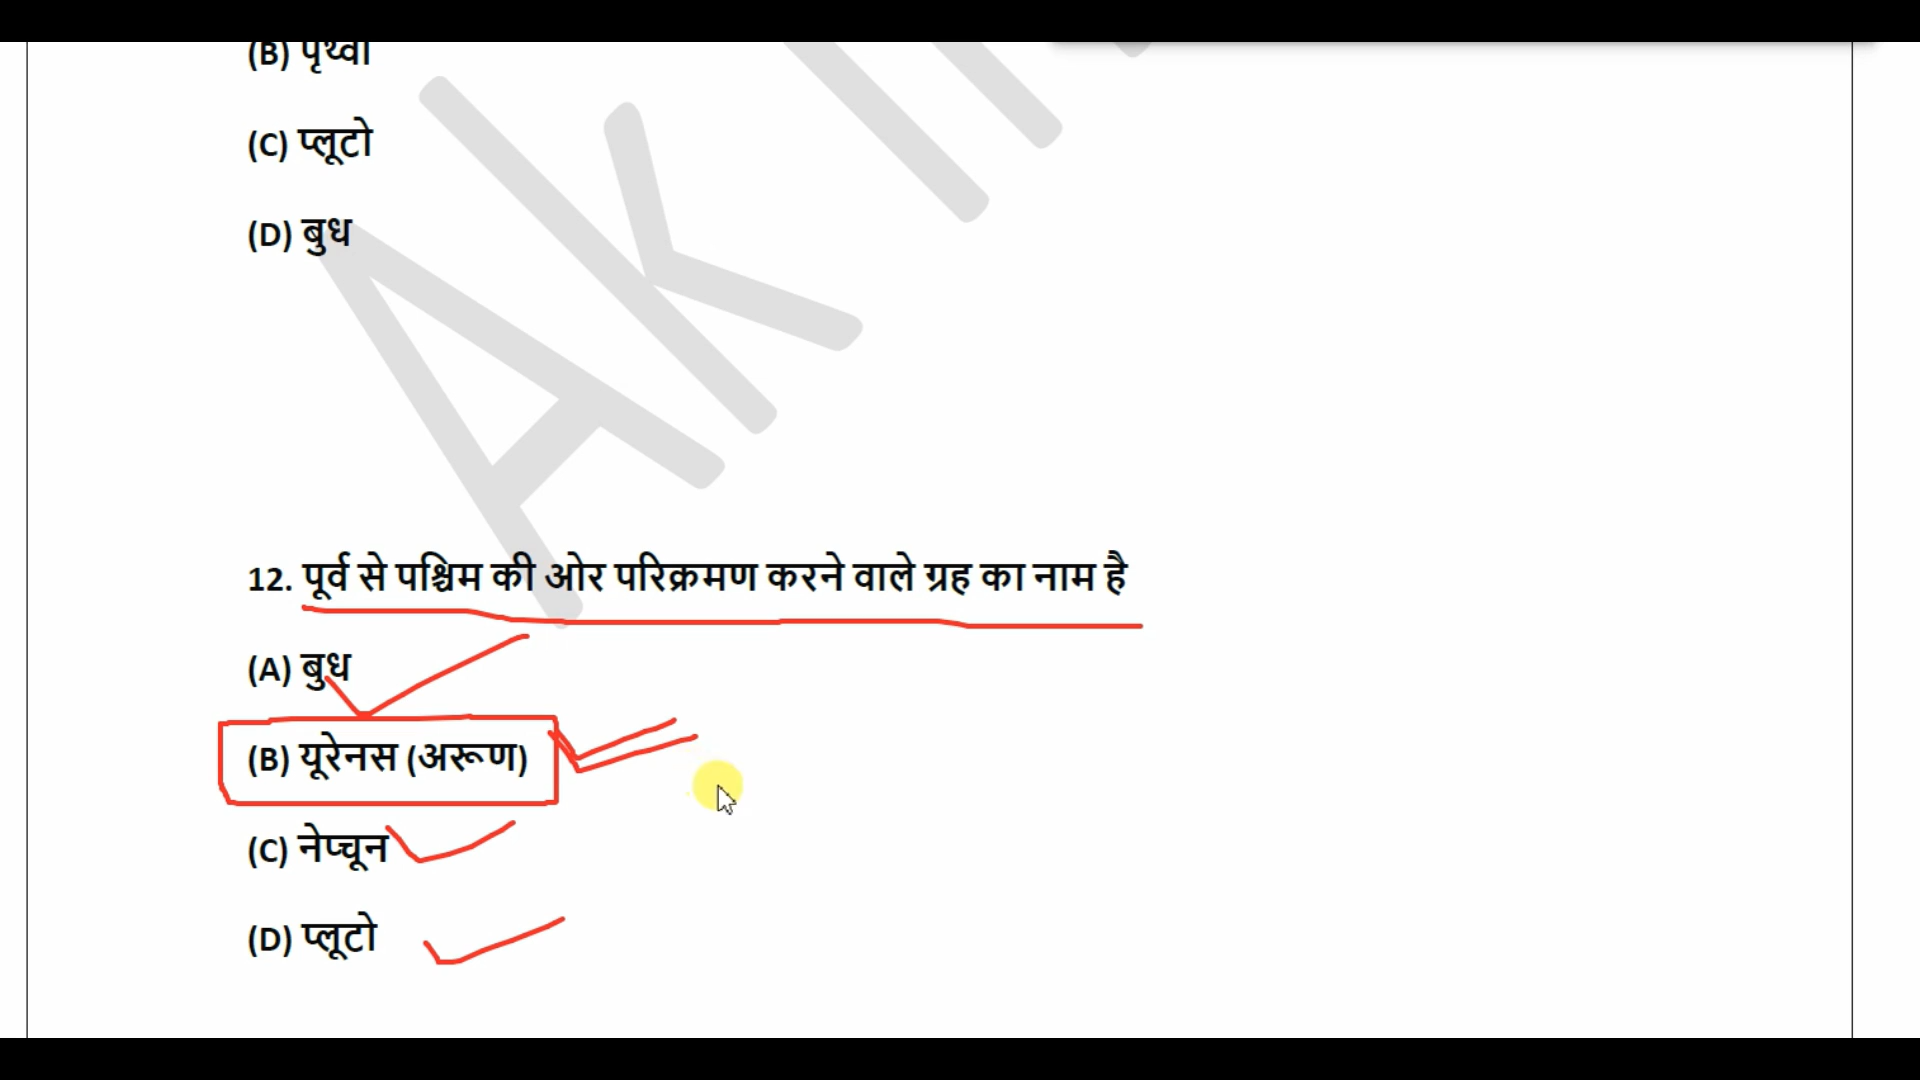 (B) पृथ्वी
(C) प्लूटो
(D) बुध
12. पूर्व से पश्चिम की ओर परिक्रमण करने वाले ग्रह का नाम है
(A) बुध
(B) यूरेनस (अरूण)
(C) नेप्चून
(D) प्लूटो